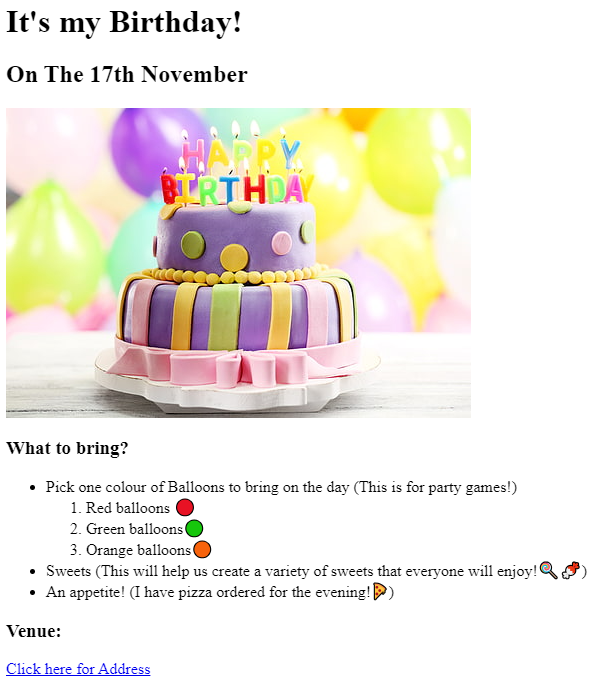 It's my Birthday!
On The 17th November
HAPPY
BIRTHDAY
What to bring?
Pick one colour of Balloons to bring on the day (This is for party games!)
1. Red balloons
2. Green balloons
3. Orange balloons
Sweets (This will help us create a variety of sweets that everyone will enjoy!🍭🍬)
An appetite! (I have pizza ordered for the evening!🍕)
Venue:
Click here for Address